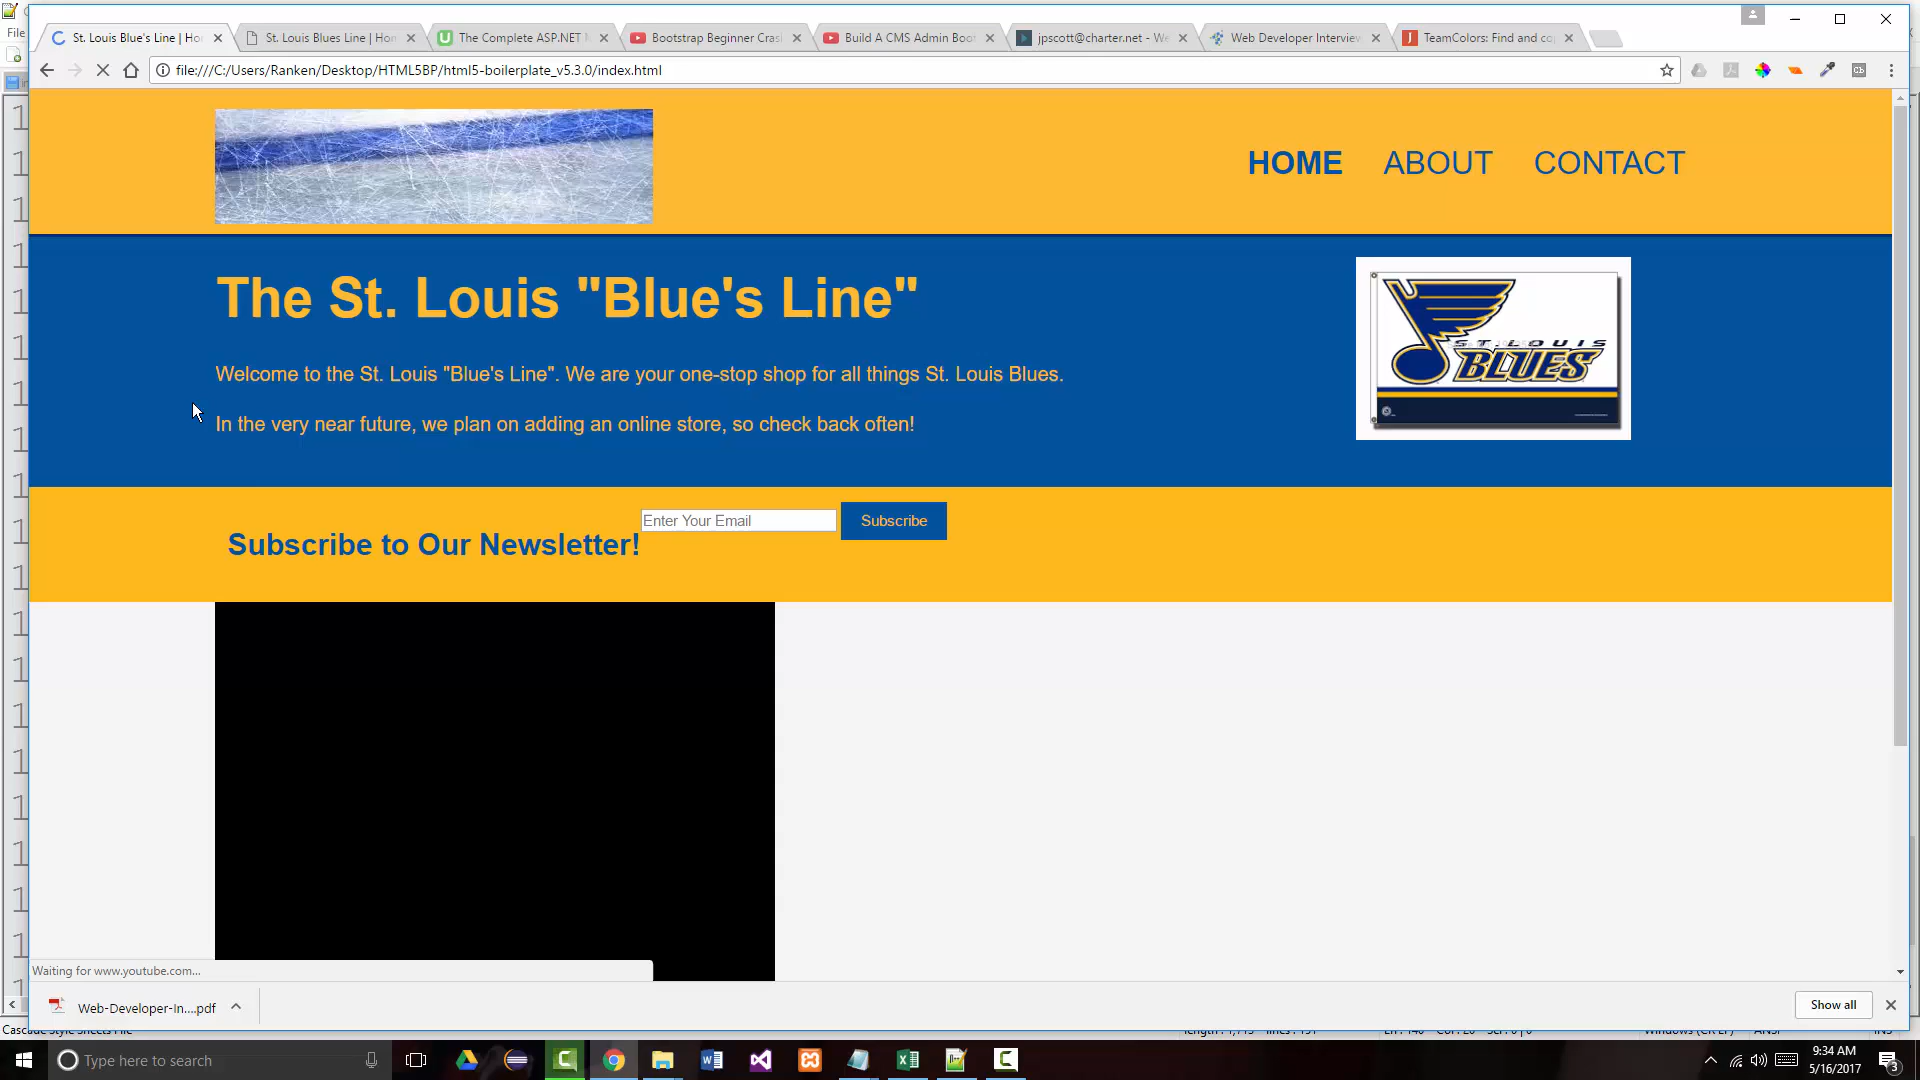 St. Louis Blue's Line | Ho
St. Louis Blues Line | Hon
The Complete ASP.NET M
Bootstrap Beginner Cras
Build A CMS Admin Boot
jpscott@charter.net - We
Web Developer Interview
TeamColors: Find and co
File
file:///C:/Users/Ranken/Desktop/HTML5BP/html5-boilerplate_v5.3.0/index.html
HOME ABOUT CONTACT
The St. Louis "Blue's Line"
Welcome to the St. Louis "Blue's Line". We are your one-stop shop for all things St. Louis Blues.
In the very near future, we plan on adding an online store, so check back often!
ST. LOUIS
BLUES
Subscribe to Our Newsletter!
Enter Your Email
Subscribe
Waiting for www.youtube.com...
Web-Developer-In....pdf
Show all
Type here to search
9:34 AM
5/16/2017
3